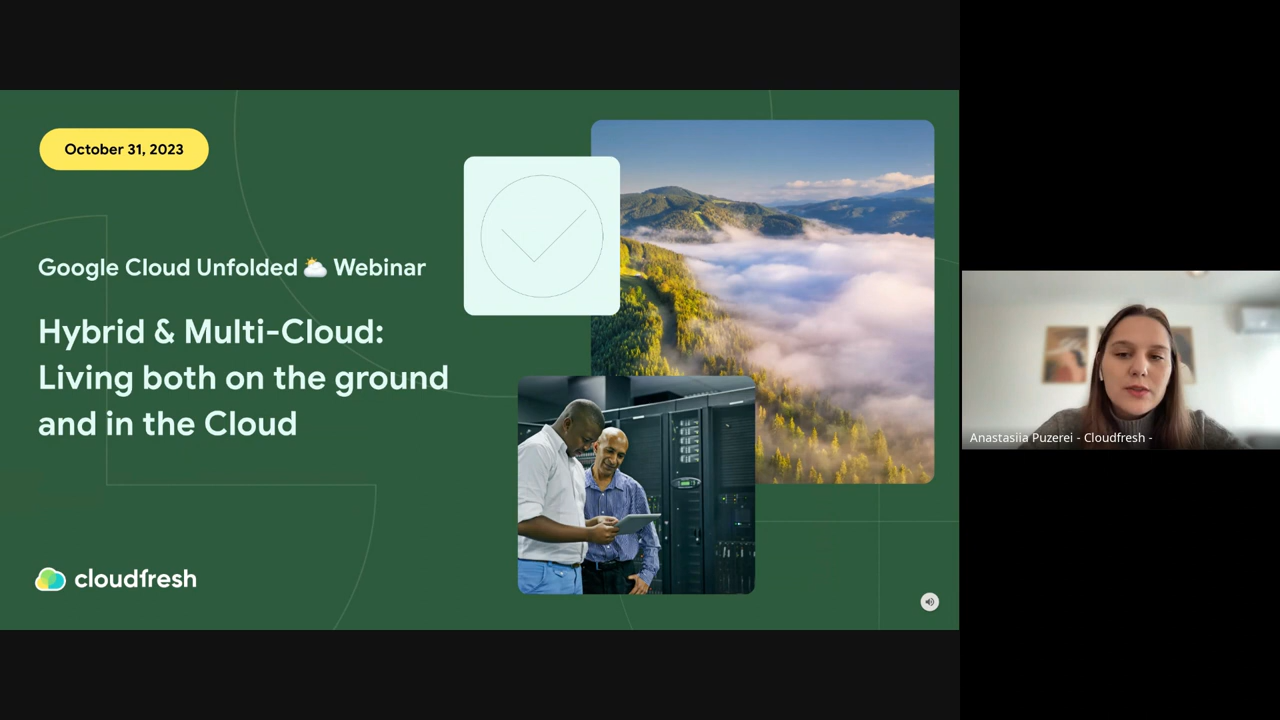 October 31, 2023
Google Cloud Unfolded 🌥️ Webinar
Hybrid & Multi-Cloud:
Living both on the ground
and in the Cloud
cloudfresh
Anastasiia Puzerei - Cloudfresh -